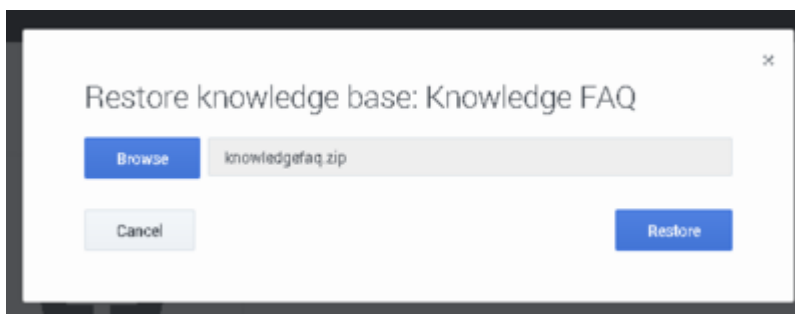 Restore knowledge base: Knowledge FAQ
Browse knowledgefaq.zip
Cancel Restore